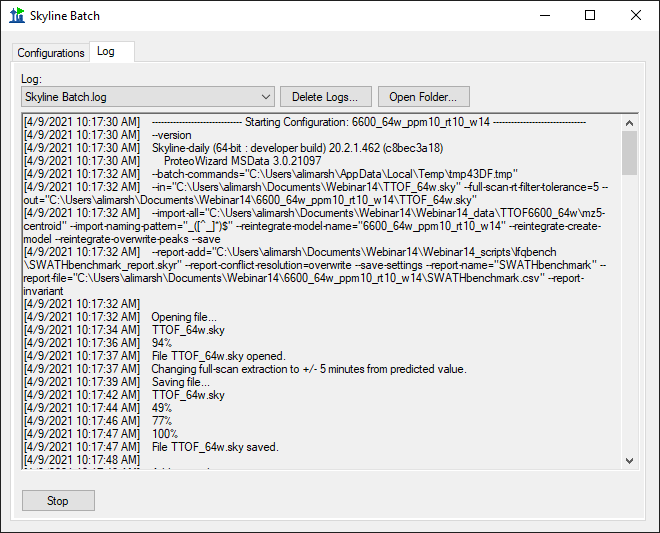 Skyline Batch
Configurations
Log
Log:
Skyline Batch.log
Delete Logs...
Open Folder...
[4/9/2021 10:17:30 AM] ------------------------------ Starting Configuration: 6600_64w_ppm10_rt10_w14 ------------------------------
[4/9/2021 10:17:30 AM] --version
[4/9/2021 10:17:30 AM] Skyline-daily (64-bit : developer build) 20.2.1.462 (c8bec3a18)
[4/9/2021 10:17:30 AM] ProteoWizard MSData 3.0.21097
[4/9/2021 10:17:32 AM] --batch-commands="C:\Users\alimarsh\AppData\Local\Temp\tmp43DF.tmp"
[4/9/2021 10:17:32 AM] --in="C:\Users\alimarsh\Documents\Webinar14\TTOF_64w.sky" --full-scan-rt-filter-tolerance=5 --
out="C:\Users\alimarsh\Documents\Webinar14\6600_64w_ppm10_rt10_w14\TTOF_64w.sky"
[4/9/2021 10:17:32 AM] --import-all="C:\Users\alimarsh\Documents\Webinar14\Webinar14_data\TTOF6600_64w\mz5-
centroid" --import-naming-pattern="_([^_]*)$" --reintegrate-model-name="6600_64w_ppm10_rt10_w14" --reintegrate-create-
model --reintegrate-overwrite-peaks --save
[4/9/2021 10:17:32 AM] --report-add="C:\Users\alimarsh\Documents\Webinar14\Webinar14_scripts\lfqbench
\SWATHbenchmark_report.skyr" --report-conflict-resolution=overwrite --save-settings --report-name="SWATHbenchmark" --
report-file="C:\Users\alimarsh\Documents\Webinar14\6600_64w_ppm10_rt10_w14\SWATHbenchmark.csv" --report-
invariant
[4/9/2021 10:17:32 AM]
[4/9/2021 10:17:32 AM] Opening file...
[4/9/2021 10:17:34 AM] TTOF_64w.sky
[4/9/2021 10:17:36 AM] 94%
[4/9/2021 10:17:37 AM] File TTOF_64w.sky opened.
[4/9/2021 10:17:37 AM] Changing full-scan extraction to +/- 5 minutes from predicted value.
[4/9/2021 10:17:39 AM] Saving file...
[4/9/2021 10:17:42 AM] TTOF_64w.sky
[4/9/2021 10:17:44 AM] 49%
[4/9/2021 10:17:46 AM] 77%
[4/9/2021 10:17:47 AM] 100%
[4/9/2021 10:17:47 AM] File TTOF_64w.sky saved.
[4/9/2021 10:17:48 AM]
Stop